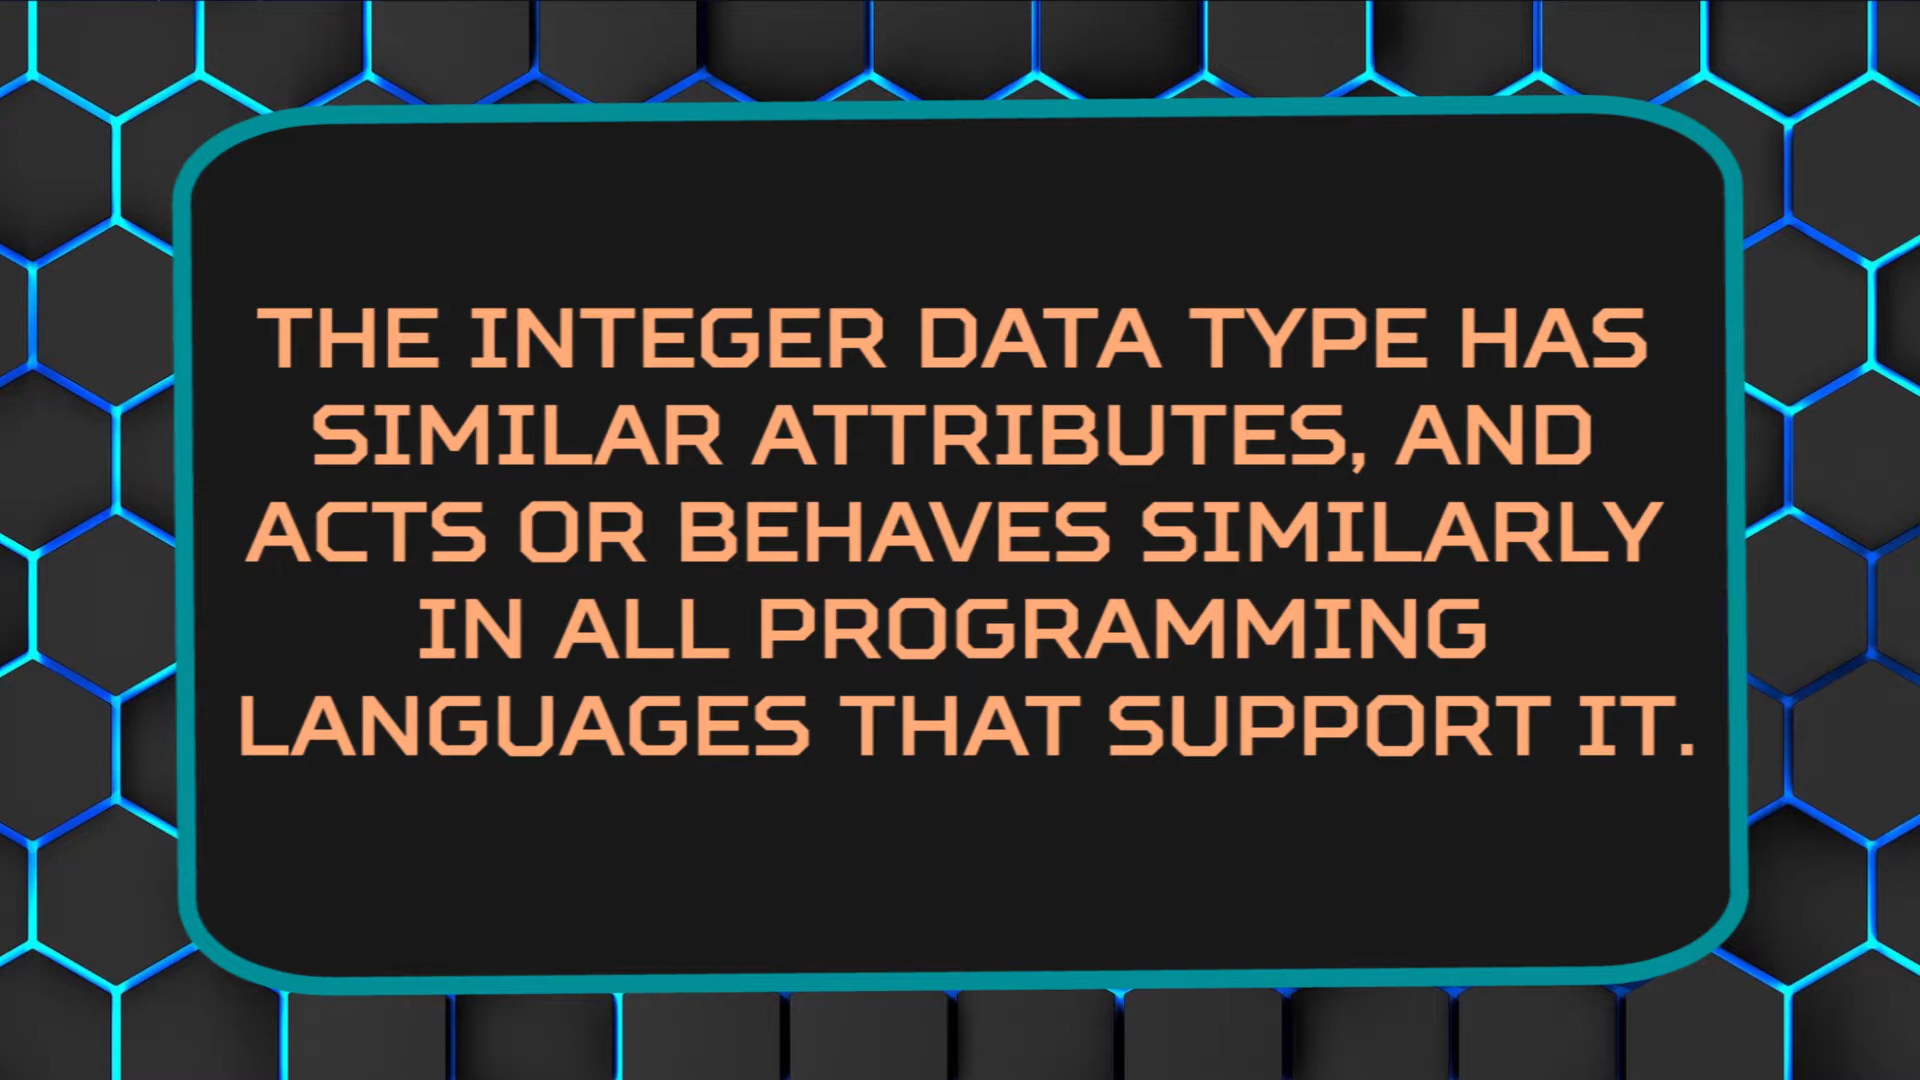 THE INTEGER DATA TYPE HAS
SIMILAR ATTRIBUTES, AND
ACTS OR BEHAVES SIMILARLY
IN ALL PROGRAMMING
LANGUAGES THAT SUPPORT IT.